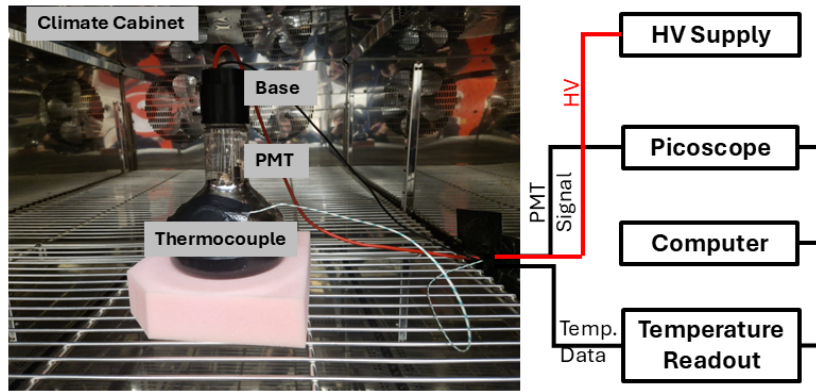 Climate Cabinet
Base
PMT
Thermocouple
HV Supply
HV
Picoscope
PMT
Signal
Computer
Temp.
Data
Temperature
Readout